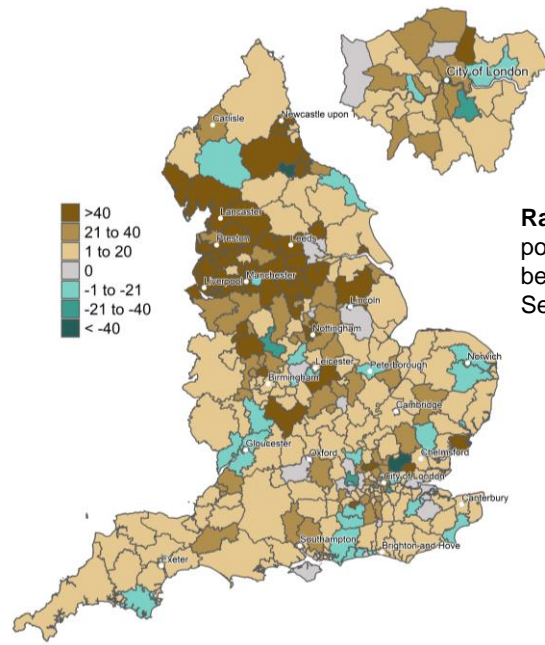 City of London
Carlisle
Newcastle upon T
>40
21 to 40
1 to 20
0
-1 to -21
-21 to -40
< -40
Lancaster
Preston
Leeds
Liverpool
Manchester
Lincoln
Nottingham
Norwich
Leicester
Peterborough
Birmingham
Cambridge
Gloucester
Oxford
Chelmsford
City of London
Canterbury
Southampton
Brighton and Hove
Exeter
Ra
po
be
Se